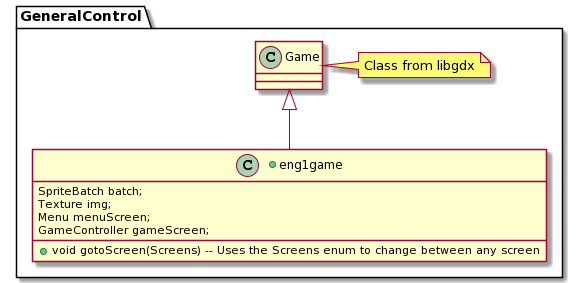 GeneralControl
C Game
Class from libgdx
C eng1game
SpriteBatch batch;
Texture img;
Menu menuScreen;
GameController gameScreen;
void gotoScreen(Screens) -- Uses the Screens enum to change between any screen